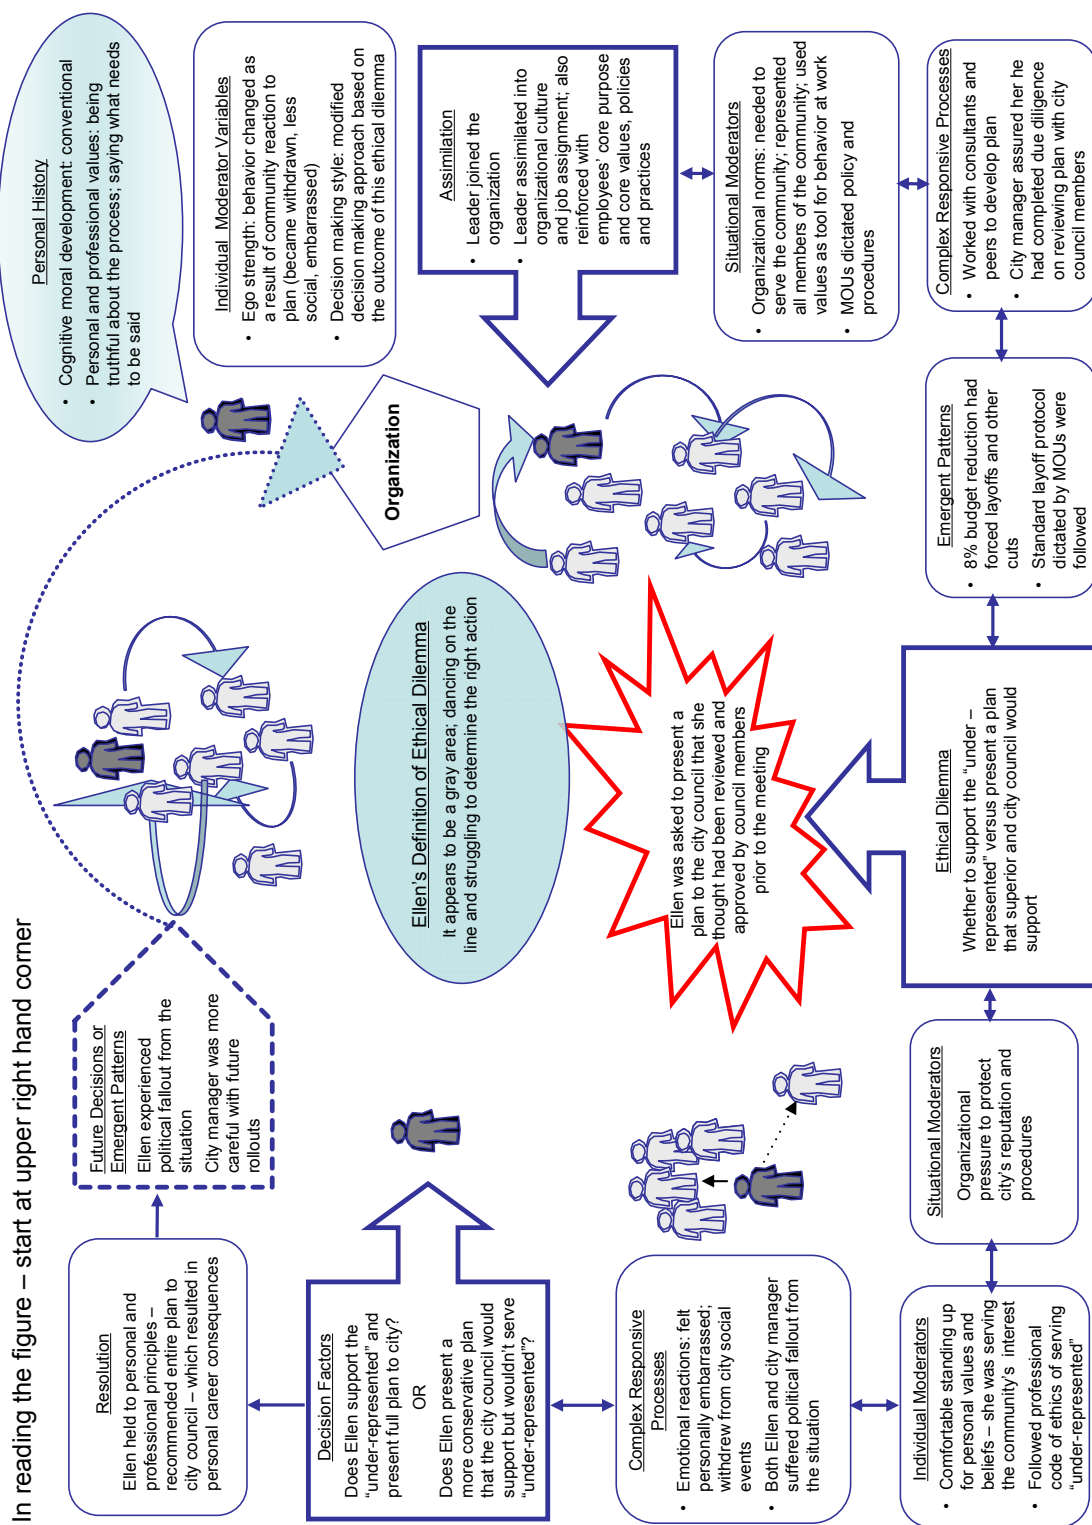 In reading the figure – start at upper right hand corner
Personal History
• Cognitive moral development: conventional
• Personal and professional values: being
truthful about the process; saying what needs
to be said
Individual Moderator Variables
• Ego strength: behavior changed as
a result of community reaction to
plan (became withdrawn, less
social, embarrassed)
• Decision making style: modified
decision making approach based on
the outcome of this ethical dilemma
Organization
Assimilation
• Leader joined the
organization
• Leader assimilated into
organizational culture
and job assignment; also
reinforced with
employees’ core purpose
and core values, policies
and practices
Situational Moderators
• Organizational norms: needed to
serve the community; represented
all members of the community; used
values as tool for behavior at work
• MOUs dictated policy and
procedures
Complex Responsive Processes
• Worked with consultants and
peers to develop plan
• City manager assured her he
had completed due diligence
on reviewing plan with city
council members
Emergent Patterns
• 8% budget reduction had
forced layoffs and other
cuts
• Standard layoff protocol
dictated by MOUs were
followed
Ethical Dilemma
Whether to support the “under –
represented” versus present a plan
that superior and city council would
support
Ellen was asked to present a
plan to the city council that she
thought had been reviewed and
approved by council members
prior to the meeting
Ellen’s Definition of Ethical Dilemma
It appears to be a gray area; dancing on the
line and struggling to determine the right action
Situational Moderators
Organizational
pressure to protect
city’s reputation and
procedures
Individual Moderators
• Comfortable standing up
for personal values and
beliefs – she was serving
the community’s interest
• Followed professional
code of ethics of serving
“under-represented”
Complex Responsive
Processes
• Emotional reactions: felt
personally embarrassed;
withdrew from city social
events
• Both Ellen and city manager
suffered political fallout from
the situation
Decision Factors
Does Ellen support the
“under-represented” and
present full plan to city?
OR
Does Ellen present a
more conservative plan
that the city council would
support but wouldn’t serve
“under-represented”?
Resolution
Ellen held to personal and
professional principles –
recommended entire plan to
city council – which resulted in
personal career consequences
Future Decisions or
Emergent Patterns
Ellen experienced
political fallout from the
situation
City manager was more
careful with future
rollouts